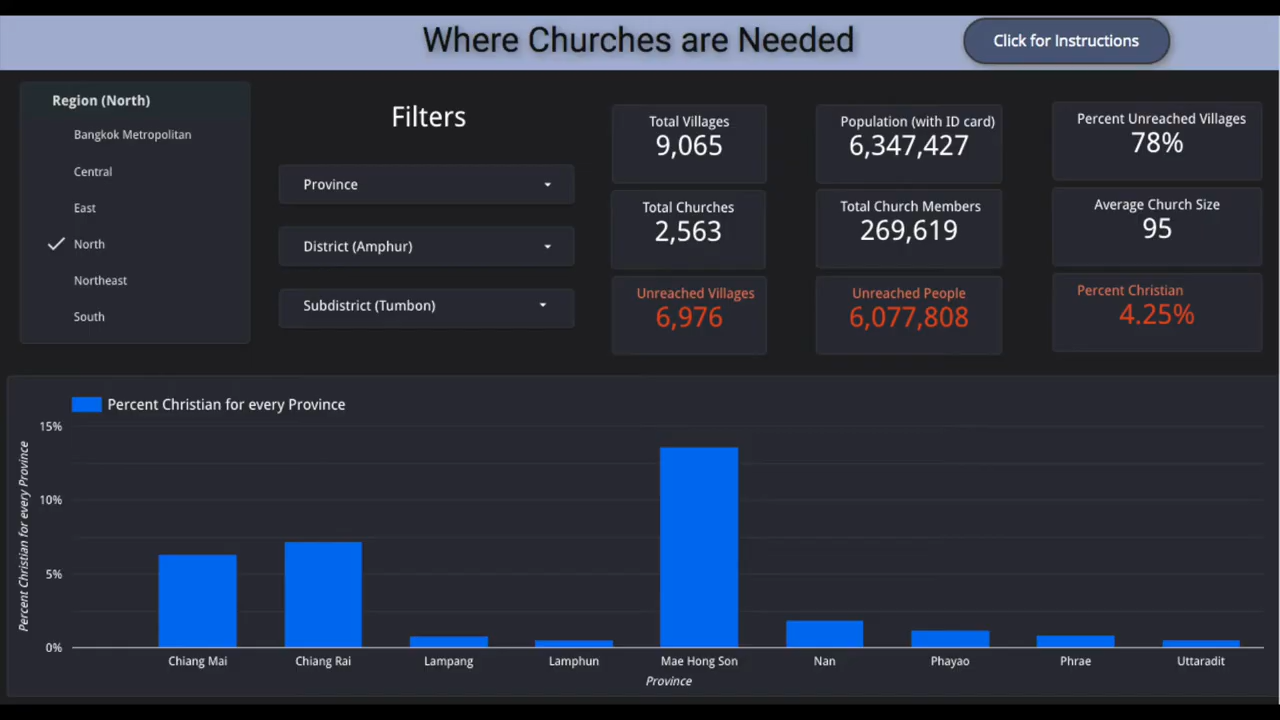 Where Churches are Needed
Click for Instructions
Region (North)
Bangkok Metropolitan
Central
East
North
Northeast
South
Filters
Province
District (Amphur)
Subdistrict (Tumbon)
Total Villages
9,065
Population (with ID card)
6,347,427
Percent Unreached Villages
78%
Total Churches
2,563
Total Church Members
269,619
Average Church Size
95
Unreached Villages
6,976
Unreached People
6,077,808
Percent Christian
4.25%
Percent Christian for every Province
Percent Christian for every Province
15%
10%
5%
0%
Chiang Mai
Chiang Rai
Lampang
Lamphun
Mae Hong Son
Nan
Phayao
Phrae
Uttaradit
Province